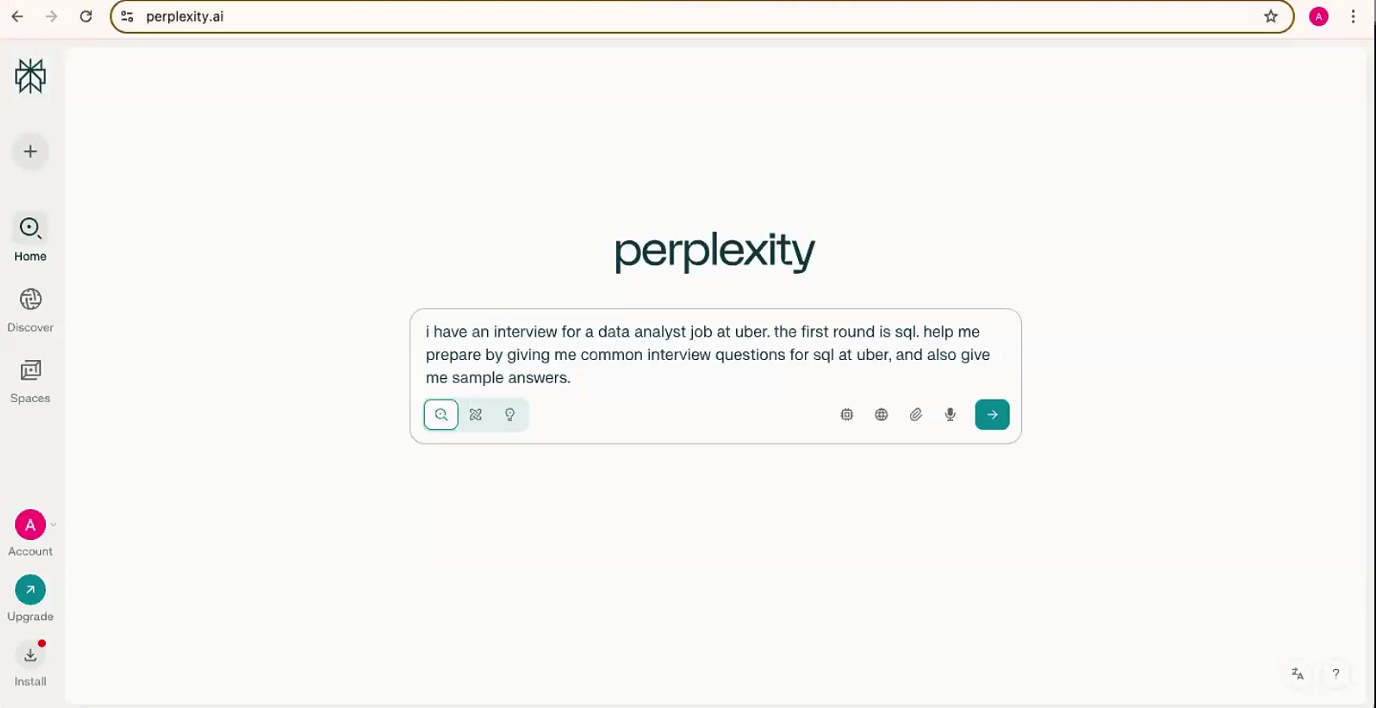 perplexity.ai
A
Home
Discover
Spaces
A
Account
Upgrade
Install
perplexity
i have an interview for a data analyst job at uber. the first round is sql. help me
prepare by giving me common interview questions for sql at uber, and also give
me sample answers.
?